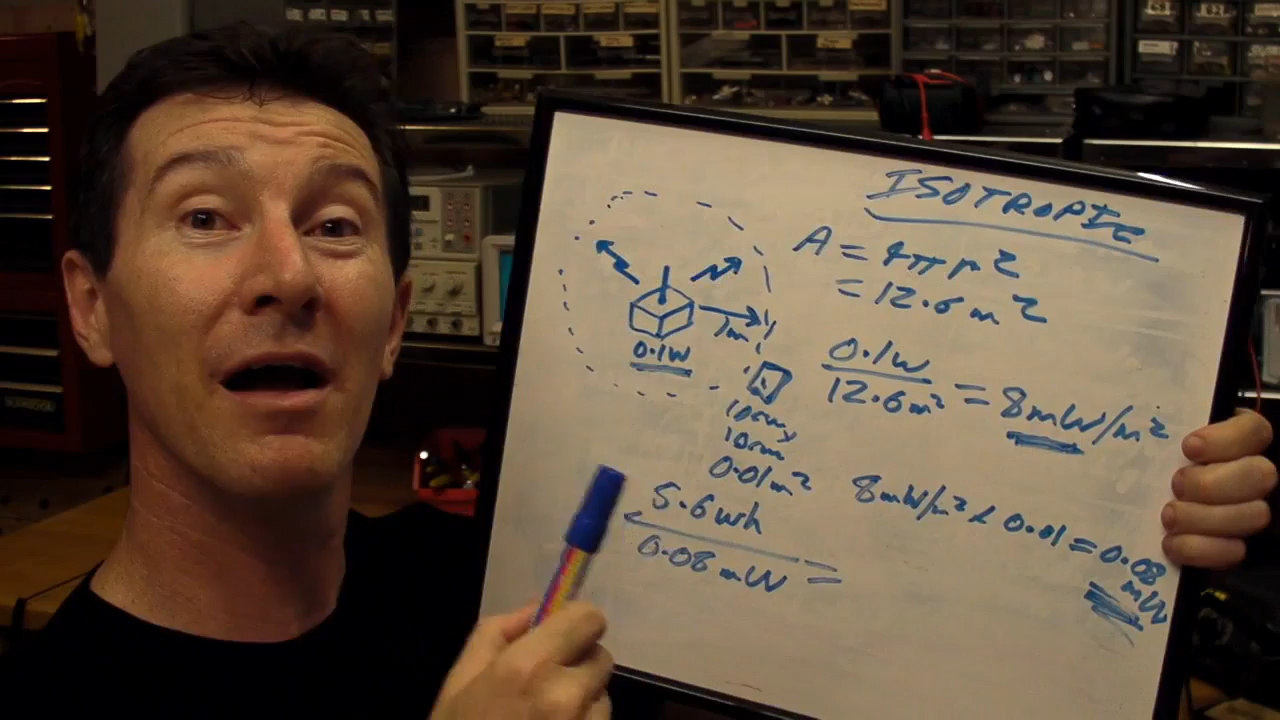 ISOTROPIC
A = 4πr²
= 12.6m²
1m
0.1W
0.1W
12.6m²
= 8mW/m²
10cm x
10cm
0.01m²
8mW/m² x 0.01 = 0.08
mW
5.6Wh
0.08mW
=